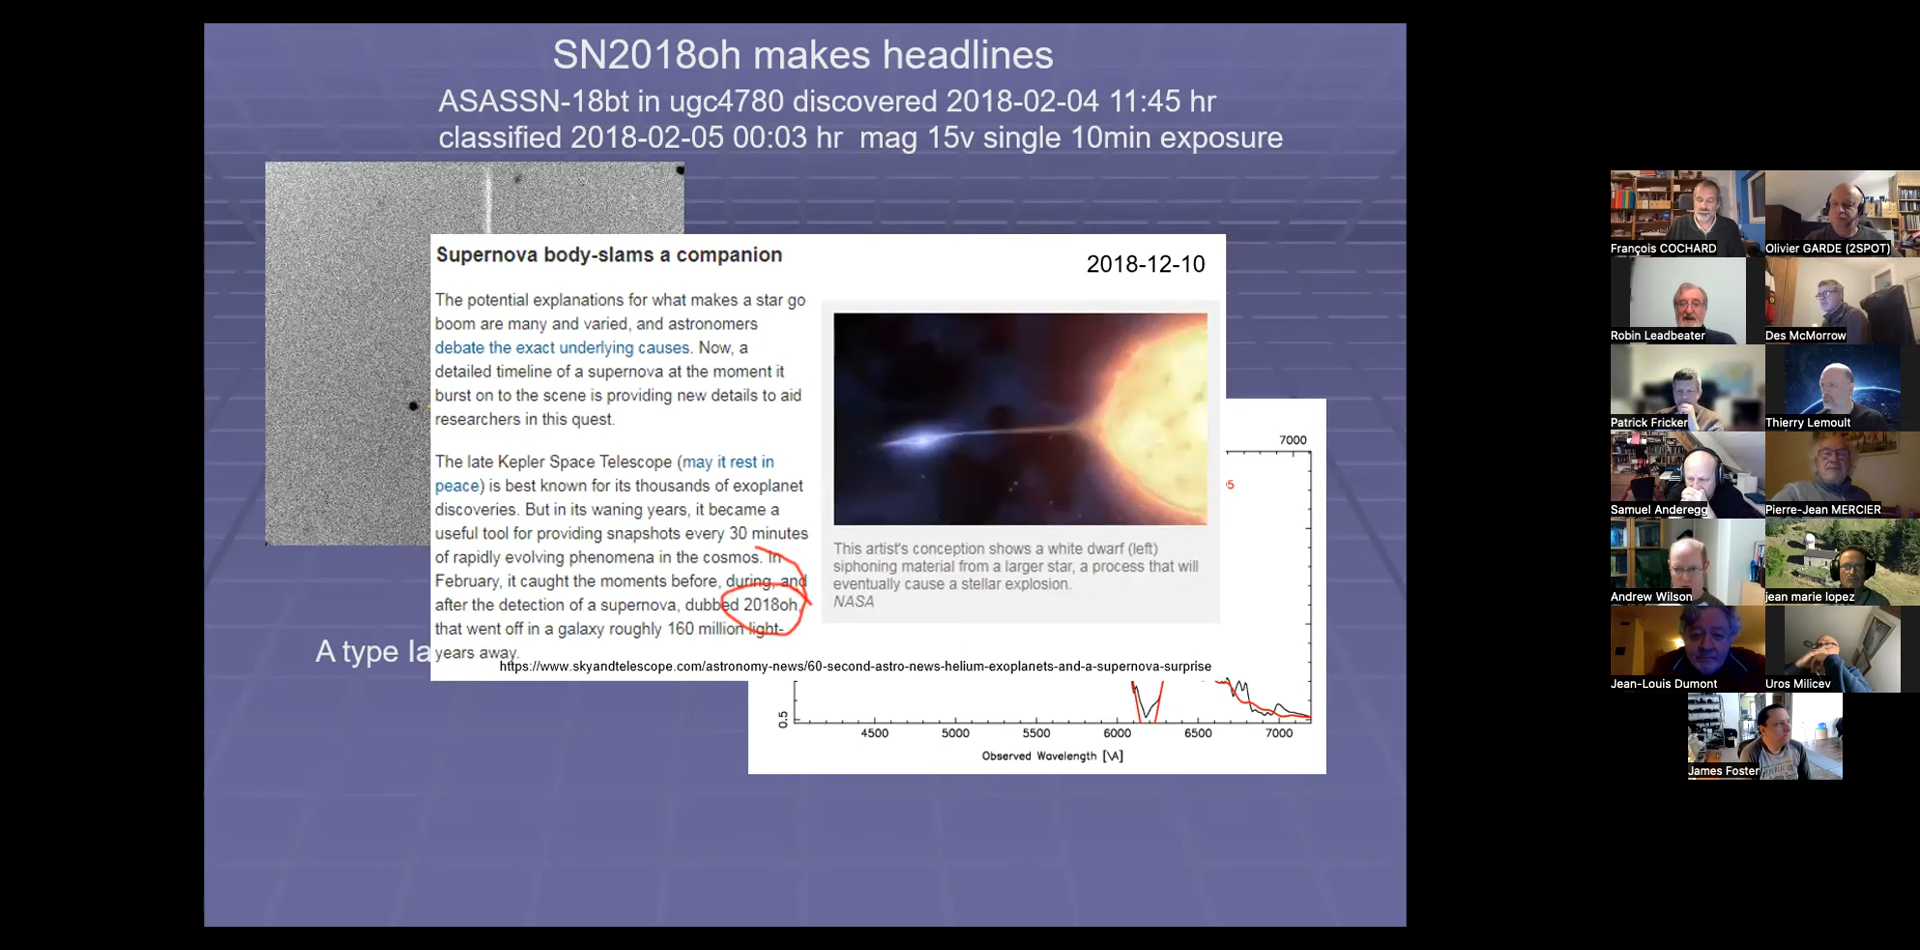 SN2018oh makes headlines
ASASSN-18bt in ugc4780 discovered 2018-02-04 11:45 hr
classified 2018-02-05 00:03 hr mag 15v single 10min exposure
Supernova body-slams a companion
2018-12-10
The potential explanations for what makes a star go
boom are many and varied, and astronomers
debate the exact underlying causes. Now, a
detailed timeline of a supernova at the moment it
burst on to the scene is providing new details to aid
researchers in this quest.
The late Kepler Space Telescope (may it rest in
peace) is best known for its thousands of exoplanet
discoveries. But in its waning years, it became a
useful tool for providing snapshots every 30 minutes
of rapidly evolving phenomena in the cosmos. In
February, it caught the moments before, during, and
after the detection of a supernova, dubbed 2018oh,
that went off in a galaxy roughly 160 million light-
years away.
This artist's conception shows a white dwarf (left)
siphoning material from a larger star, a process that will
eventually cause a stellar explosion.
NASA
https://www.skyandtelescope.com/astronomy-news/60-second-astro-news-helium-exoplanets-and-a-supernova-surprise
A type Ia
7000
95
0.5
4500 5000 5500 6000 6500 7000
Observed Wavelength [\A]
François COCHARD
Olivier GARDE (2SPOT)
Robin Leadbeater
Des McMorrow
Patrick Fricker
Thierry Lemoult
Samuel Anderegg
Pierre-Jean MERCIER
Andrew Wilson
jean marie lopez
Jean-Louis Dumont
Uros Milicev
James Foster